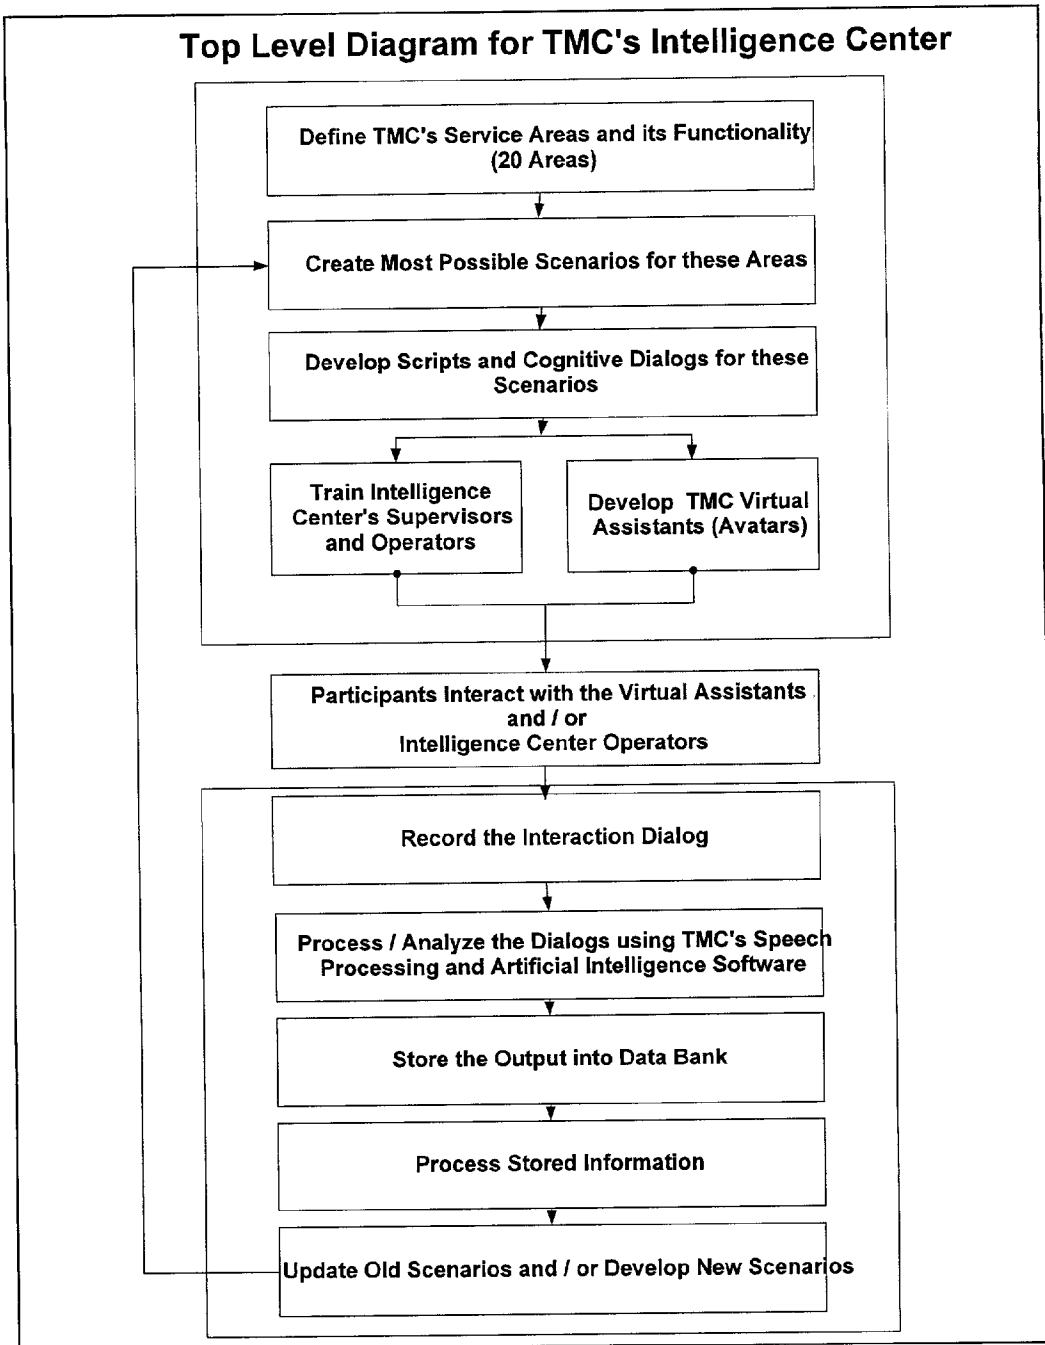 Top Level Diagram for TMC's Intelligence Center
Define TMC's Service Areas and its Functionality
(20 Areas)
Create Most Possible Scenarios for these Areas
Develop Scripts and Cognitive Dialogs for these
Scenarios
Train Intelligence
Center's Supervisors
and Operators
Develop TMC Virtual
Assistants (Avatars)
Participants Interact with the Virtual Assistants
and / or
Intelligence Center Operators
Record the Interaction Dialog
Process / Analyze the Dialogs using TMC's Speech
Processing and Artificial Intelligence Software
Store the Output into Data Bank
Process Stored Information
Update Old Scenarios and / or Develop New Scenarios